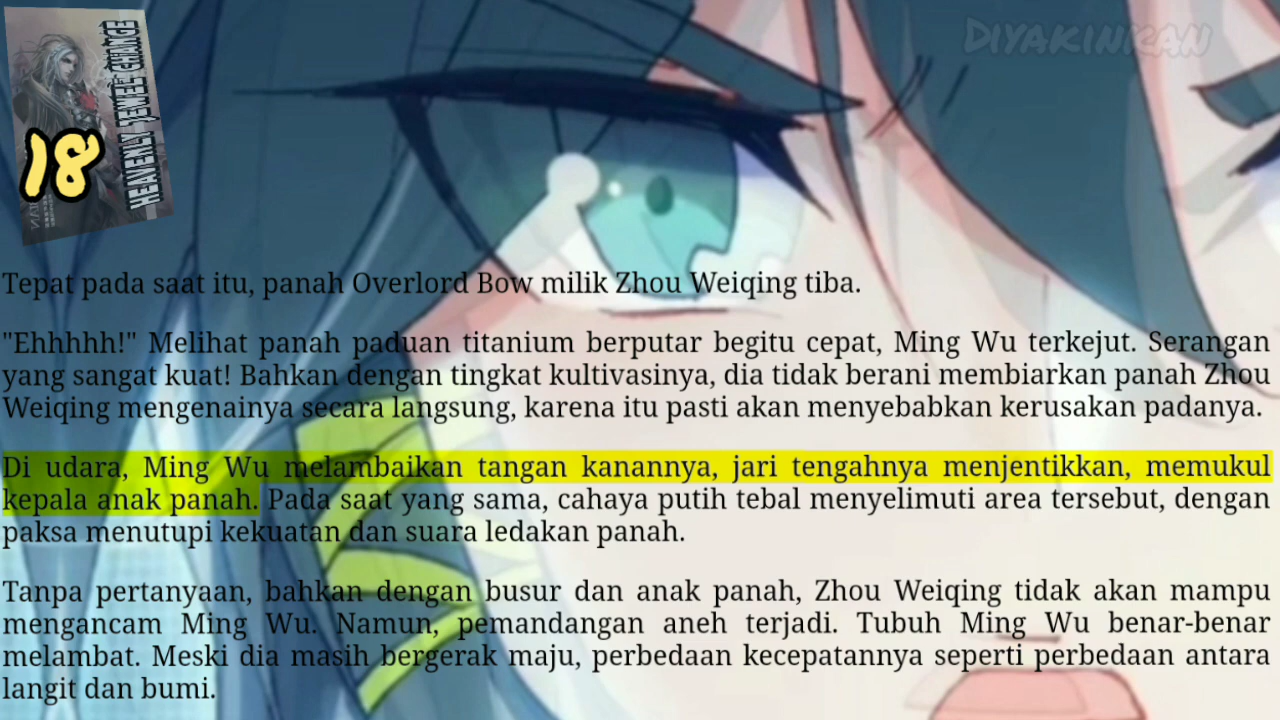 Diyakinkan
HEAVENLY JEWEL CHANGE
18
Tepat pada saat itu, panah Overlord Bow milik Zhou Weiqing tiba.
"Ehhhhh!" Melihat panah paduan titanium berputar begitu cepat, Ming Wu terkejut. Serangan
yang sangat kuat! Bahkan dengan tingkat kultivasinya, dia tidak berani membiarkan panah Zhou
Weiqing mengenainya secara langsung, karena itu pasti akan menyebabkan kerusakan padanya.
Di udara, Ming Wu melambaikan tangan kanannya, jari tengahnya menjentikkan, memukul
kepala anak panah. Pada saat yang sama, cahaya putih tebal menyelimuti area tersebut, dengan
paksa menutupi kekuatan dan suara ledakan panah.
Tanpa pertanyaan, bahkan dengan busur dan anak panah, Zhou Weiqing tidak akan mampu
mengancam Ming Wu. Namun, pemandangan aneh terjadi. Tubuh Ming Wu benar-benar
melambat. Meski dia masih bergerak maju, perbedaan kecepatannya seperti perbedaan antara
langit dan bumi.